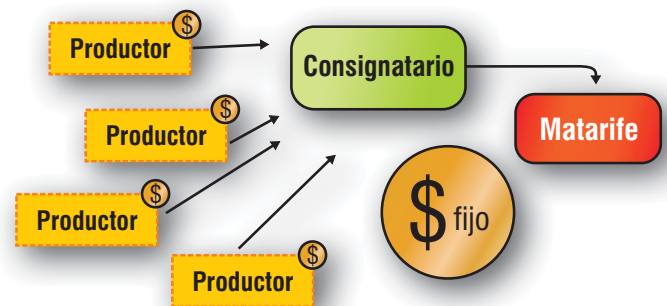 $
Productor
Consignatario
$
Productor
Matarife
$
Productor
$ fijo
$
Productor